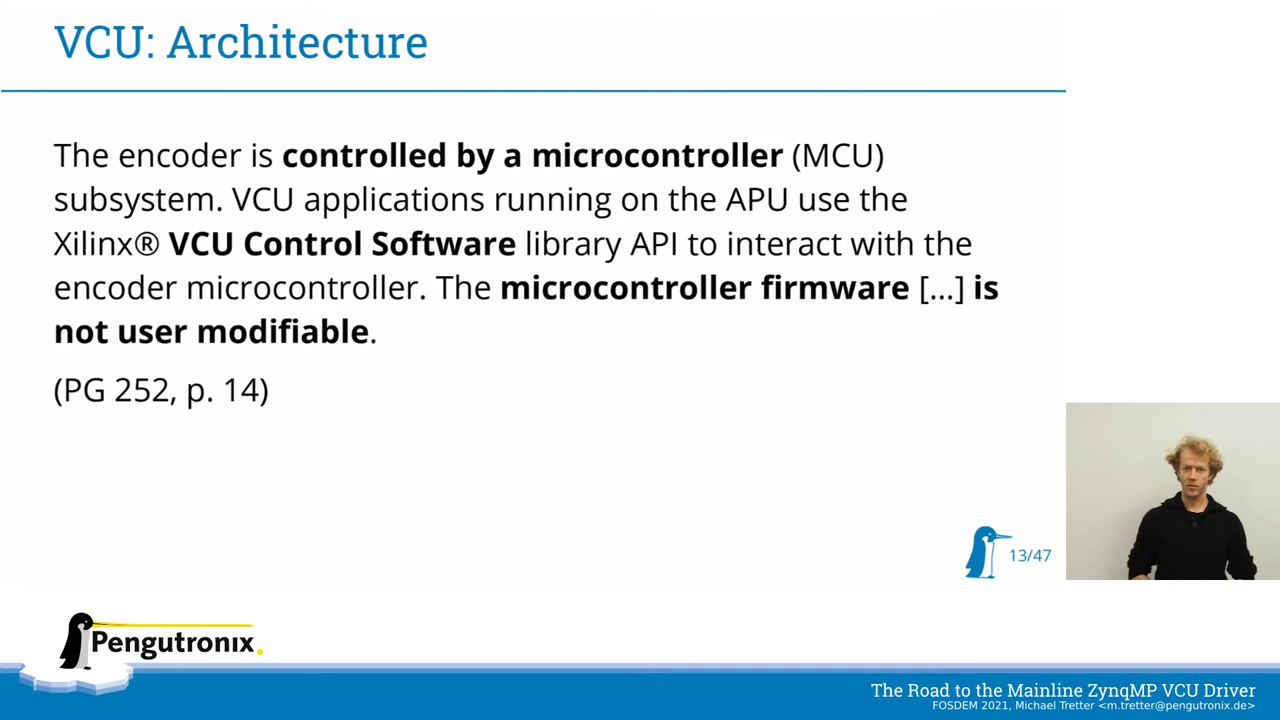 VCU: Architecture
The encoder is controlled by a microcontroller (MCU)
subsystem. VCU applications running on the APU use the
Xilinx® VCU Control Software library API to interact with the
encoder microcontroller. The microcontroller firmware [...] is
not user modifiable.
(PG 252, p. 14)
13/47
Pengutronix
The Road to the Mainline ZynqMP VCU Driver
FOSDEM 2021, Michael Tretter <m.tretter@pengutronix.de>